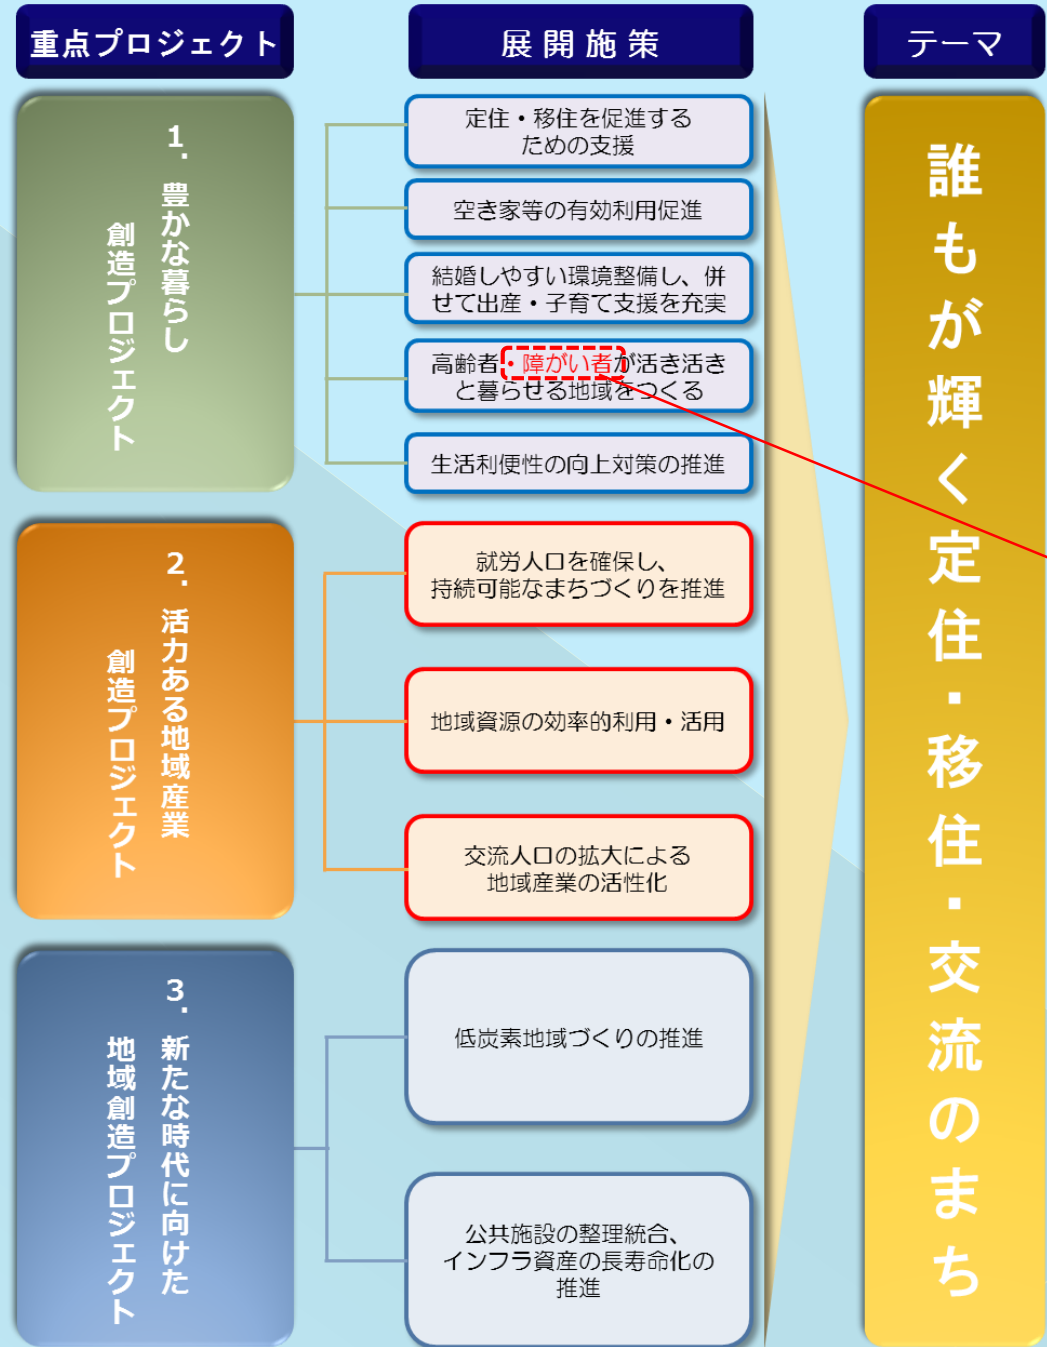 重点プロジェクト
展開施策
テーマ
1．豊かな暮らし
創造プロジェクト
定住・移住を促進する
ための支援
空き家等の有効利用促進
結婚しやすい環境整備し、併
せて出産・子育て支援を充実
高齢者・障がい者が活き活き
と暮らせる地域をつくる
生活利便性の向上対策の推進
2．活力ある地域産業
創造プロジェクト
就労人口を確保し、
持続可能なまちづくりを推進
地域資源の効率的利用・活用
交流人口の拡大による
地域産業の活性化
3．新たな時代に向けた
地域創造プロジェクト
低炭素地域づくりの推進
公共施設の整理統合、
インフラ資産の長寿命化の
推進
誰もが輝く定住・移住・交流のまち